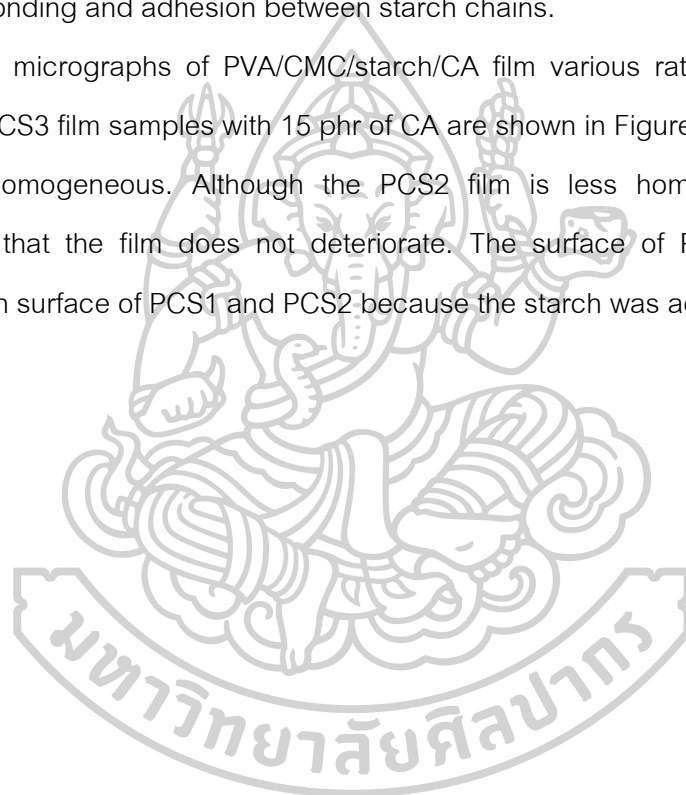 onding and adhesion between starch chains.
micrographs of PVA/CMC/starch/CA film various rat
CS3 film samples with 15 phr of CA are shown in Figure
omogeneous. Although the PCS2 film is less hom
that the film does not deteriorate. The surface of
n surface of PCS1 and PCS2 because the starch was a
มหาวิทยาลัยศิลปากร